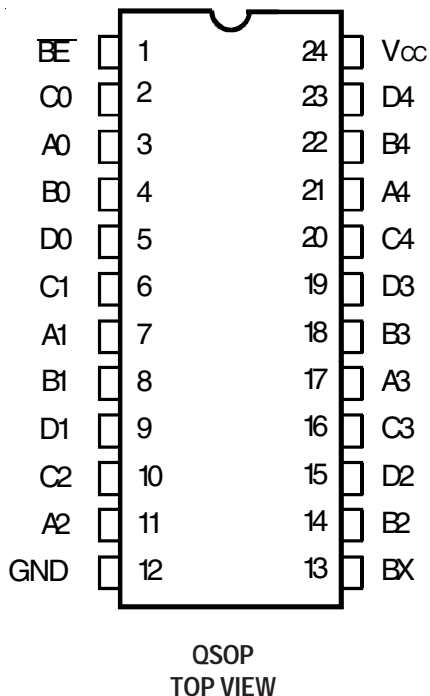 B̅E̅ 1 24 Vcc
C0 2 23 D4
A0 3 22 B4
B0 4 21 A4
D0 5 20 C4
C1 6 19 D3
A1 7 18 B3
B1 8 17 A3
D1 9 16 C3
C2 10 15 D2
A2 11 14 B2
GND 12 13 BX
QSOP
TOP VIEW